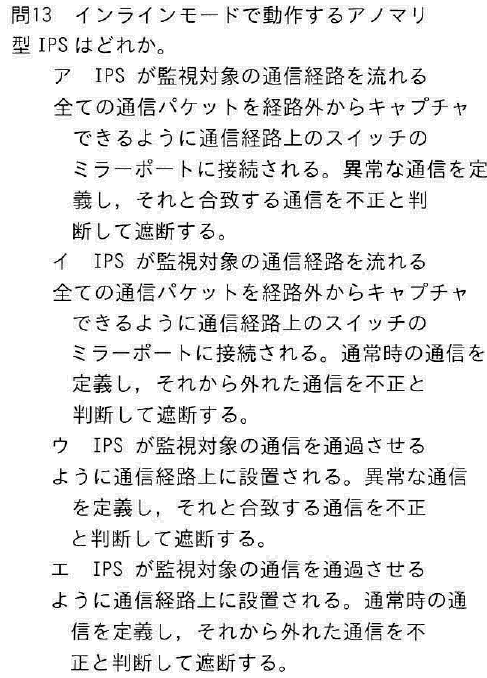 問13 インラインモードで動作するアノマリ
型 IPS はどれか。
ア IPS が監視対象の通信経路を流れる
全ての通信パケットを経路外からキャプチャ
できるように通信経路上のスイッチの
ミラーポートに接続される。異常な通信を定
義し，それと合致する通信を不正と判
断して遮断する。
イ IPS が監視対象の通信経路を流れる
全ての通信パケットを経路外からキャプチャ
できるように通信経路上のスイッチの
ミラーポートに接続される。通常時の通信を
定義し，それから外れた通信を不正と
判断して遮断する。
ウ IPS が監視対象の通信を通過させる
ように通信経路上に設置される。異常な通信
を定義し，それと合致する通信を不正
と判断して遮断する。
エ IPS が監視対象の通信を通過させる
ように通信経路上に設置される。通常時の通
信を定義し，それから外れた通信を不
正と判断して遮断する。